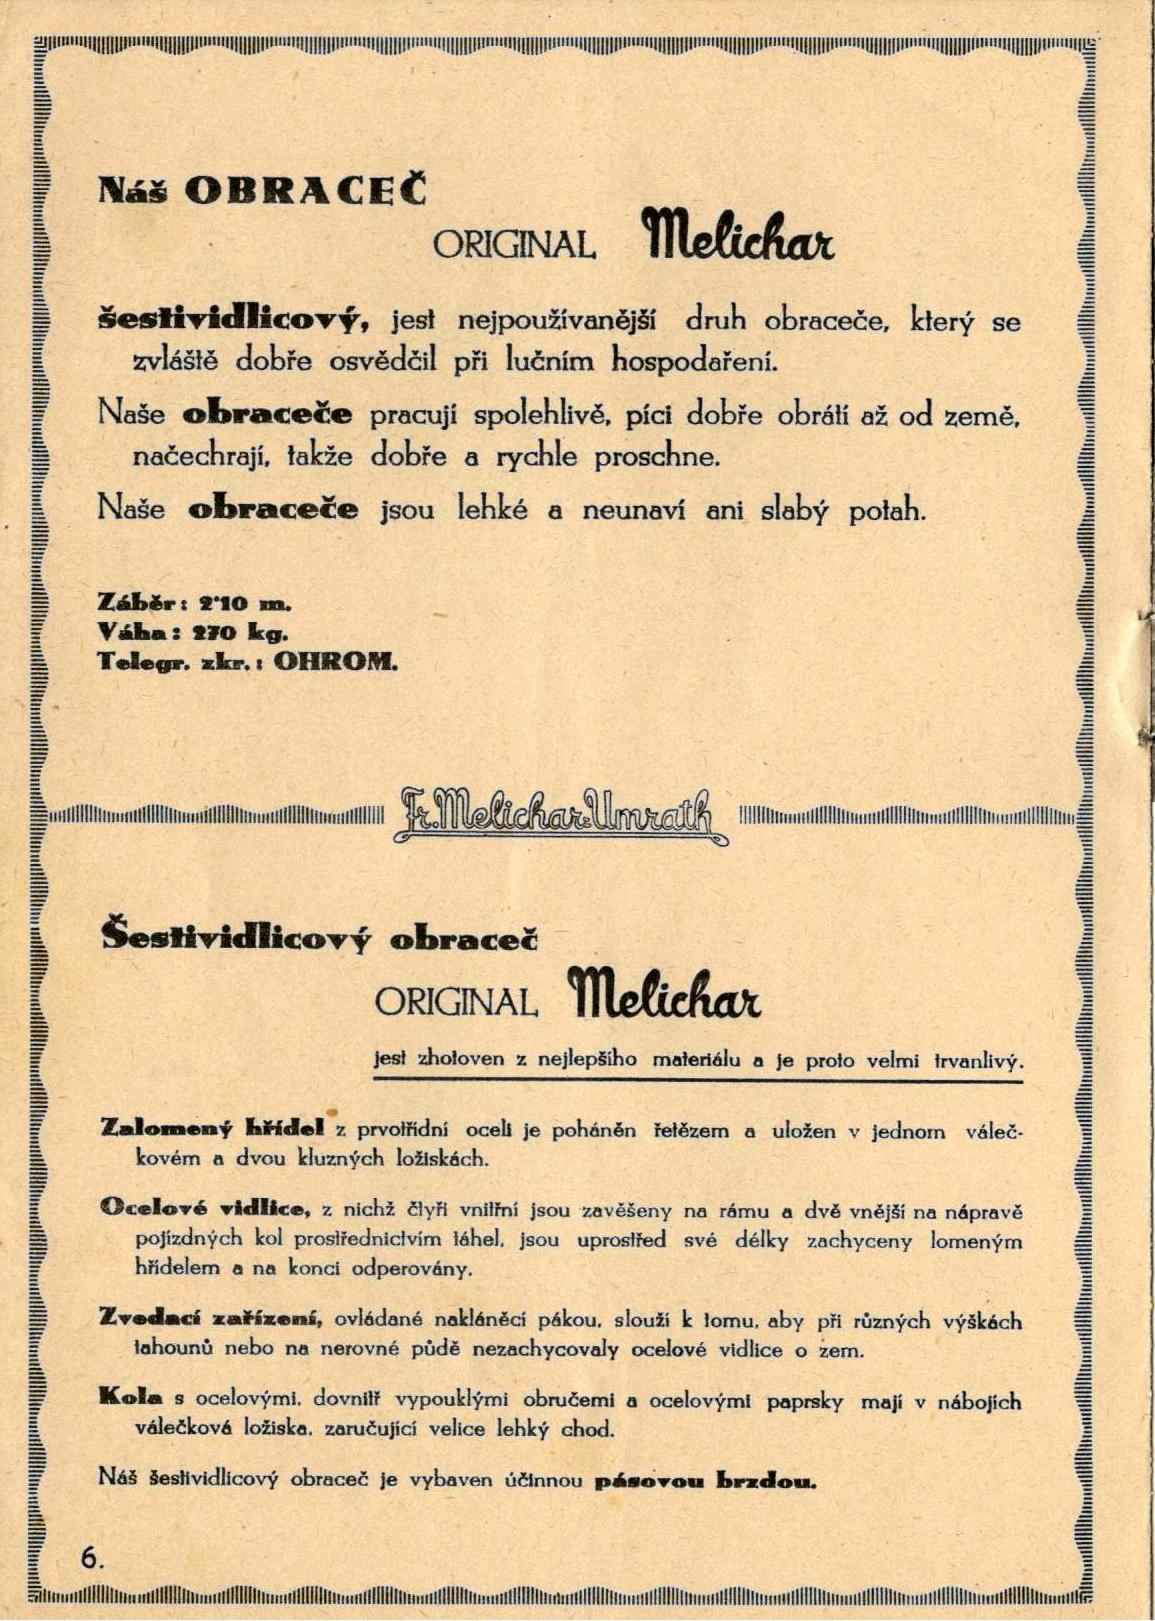 Náš OBRACEČ
ORIGINAL Melichar
šestividlicový, jest nejpoužívanější druh obraceče, který se
zvláště dobře osvědčil při lučním hospodaření.
Naše obraceče pracují spolehlivě, píci dobře obrátí až od země,
načechrají, takže dobře a rychle proschne.
Naše obraceče jsou lehké a neunaví ani slabý potah.
Záběr: 2·10 m.
Váha: 270 kg.
Telegr. zkr.: OHROM.
Fr. Melichar-Umrath
Šestividlicový obraceč
ORIGINAL Melichar
jest zhotoven z nejlepšího materiálu a je proto velmi trvanlivý.
Zalomený hřídel z prvotřídní oceli je poháněn řetězem a uložen v jednom váleč-
kovém a dvou kluzných ložiskách.
Ocelové vidlice, z nichž čtyři vnitřní jsou zavěšeny na rámu a dvě vnější na nápravě
pojízdných kol prostřednictvím táhel, jsou uprostřed své délky zachyceny lomeným
hřídelem a na konci odperovány.
Zvedací zařízení, ovládané nakláněcí pákou, slouží k tomu, aby při různých výškách
tahounů nebo na nerovné půdě nezachycovaly ocelové vidlice o zem.
Kola s ocelovými, dovnitř vypouklými obručemi a ocelovými paprsky mají v nábojích
válečková ložiska, zaručující velice lehký chod.
Náš šestividlicový obraceč je vybaven účinnou pásovou brzdou.
6.